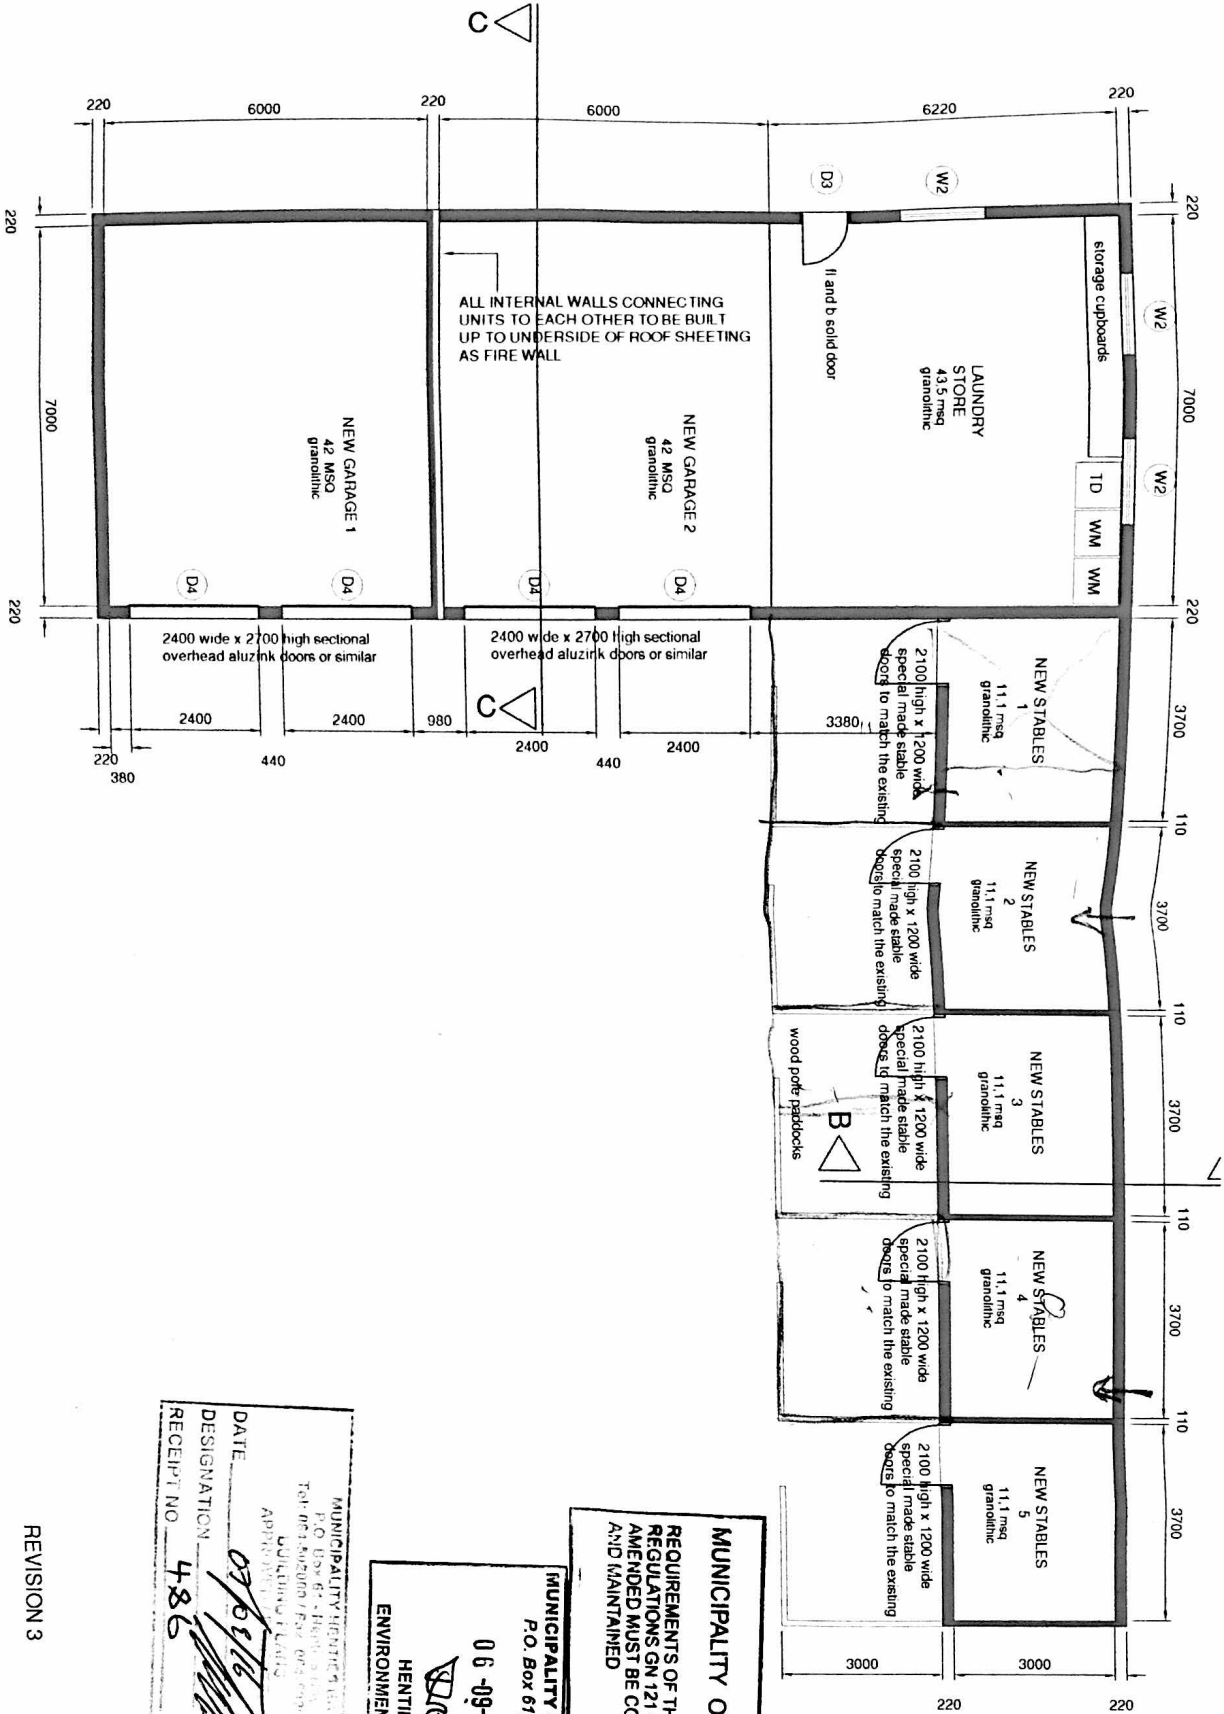 C
220
6000
220
6000
6220
220
D3
W2
220
220
storage cupboards
W2
fl and b solid door
ALL INTERNAL WALLS CONNECTING
UNITS TO EACH OTHER TO BE BUILT
UP TO UNDERSIDE OF ROOF SHEETING
AS FIRE WALL
LAUNDRY
STORE
43,5 msq
granolithic
7000
7000
NEW GARAGE 1
42 MSQ
granolithic
NEW GARAGE 2
42 MSQ
granolithic
TD
WM
WM
W2
D4
D4
D4
D4
220
220
2400 wide x 2700 high sectional
overhead aluzink doors or similar
2400 wide x 2700 high sectional
overhead aluzink doors or similar
C
2400
2400
980
2400
2400
3380
220
380
440
440
NEW STABLES
1
11,1 msq
granolithic
2100 high x 1200 wide
special made stable
doors to match the existing
3700
110
NEW STABLES
2
11,1 msq
granolithic
2100 high x 1200 wide
special made stable
doors to match the existing
3700
110
NEW STABLES
3
11,1 msq
granolithic
2100 high x 1200 wide
special made stable
doors to match the existing
3700
wood pole paddocks
B
110
NEW STABLES
4
11,1 msq
granolithic
2100 high x 1200 wide
special made stable
doors to match the existing
3700
110
NEW STABLES
5
11,1 msq
granolithic
2100 high x 1200 wide
special made stable
doors to match the existing
3700
3000
3000
220
220
MUNICIPALITY O
REQUIREMENTS OF TH
REGULATIONS GN 121
AMENDED MUST BE CO
AND MAINTAINED
MUNICIPALITY
P.O. Box 61
06 -09-
HENTI
ENVIRONMEN
MUNICIPALITY
P.O. Box 61
BUILDING PLANS
DATE
DESIGNATION
RECEIPT NO. 486
REVISION 3